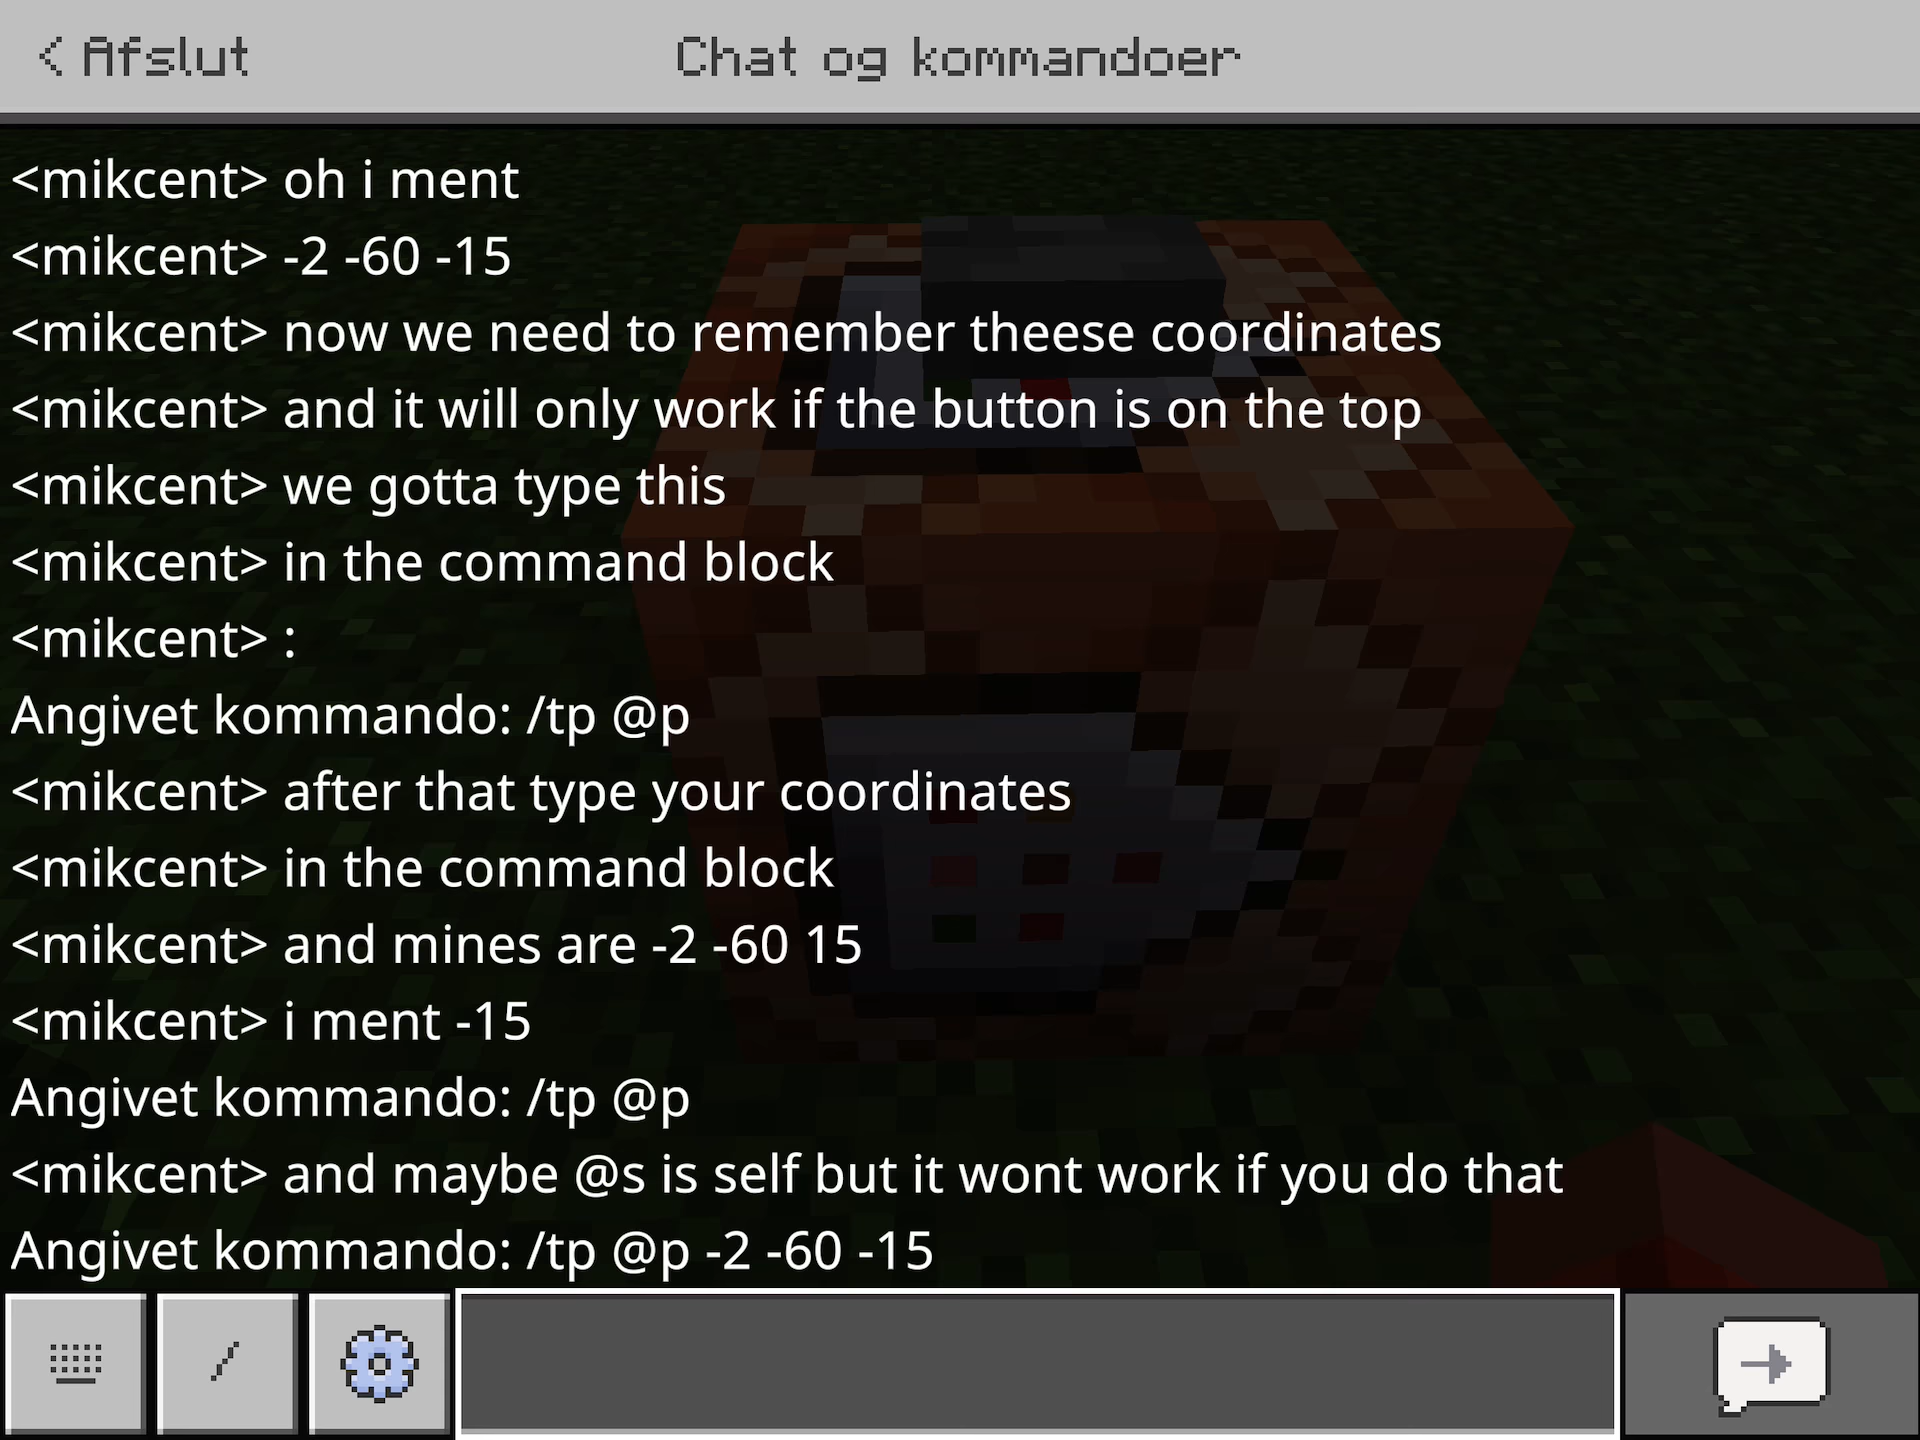 < Afslut
Chat og kommandoer
<mikcent> oh i ment
<mikcent> -2 -60 -15
<mikcent> now we need to remember theese coordinates
<mikcent> and it will only work if the button is on the top
<mikcent> we gotta type this
<mikcent> in the command block
<mikcent> :
Angivet kommando: /tp @p
<mikcent> after that type your coordinates
<mikcent> in the command block
<mikcent> and mines are -2 -60 15
<mikcent> i ment -15
Angivet kommando: /tp @p
<mikcent> and maybe @s is self but it wont work if you do that
Angivet kommando: /tp @p -2 -60 -15
/